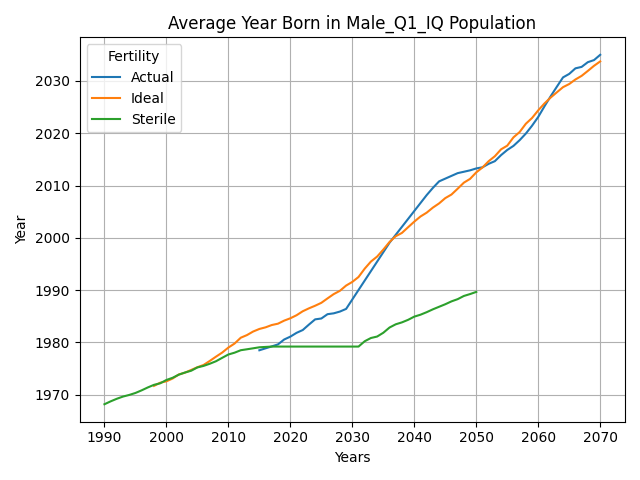 Average Year Born in Male_Q1_IQ Population
Fertility
Actual
Ideal
Sterile
Year
2030
2020
2010
2000
1990
1980
1970
1990 2000 2010 2020 2030 2040 2050 2060 2070
Years